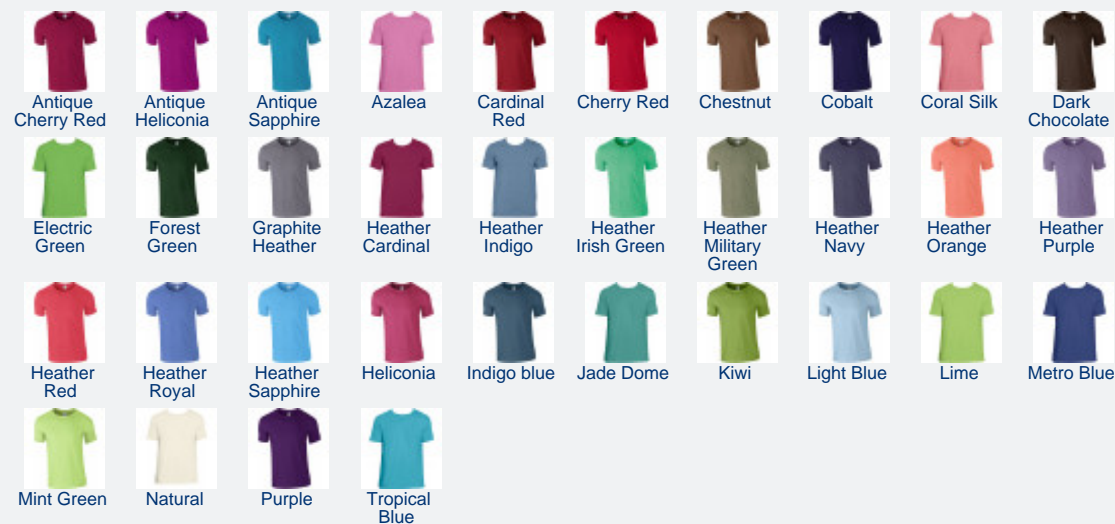 Antique
Cherry Red
Antique
Heliconia
Antique
Sapphire
Azalea
Cardinal
Red
Cherry Red
Chestnut
Cobalt
Coral Silk
Dark
Chocolate
Electric
Green
Forest
Green
Graphite
Heather
Heather
Cardinal
Heather
Indigo
Heather
Irish Green
Heather
Military
Green
Heather
Navy
Heather
Orange
Heather
Purple
Heather
Red
Heather
Royal
Heather
Sapphire
Heliconia
Indigo blue
Jade Dome
Kiwi
Light Blue
Lime
Metro Blue
Mint Green
Natural
Purple
Tropical
Blue